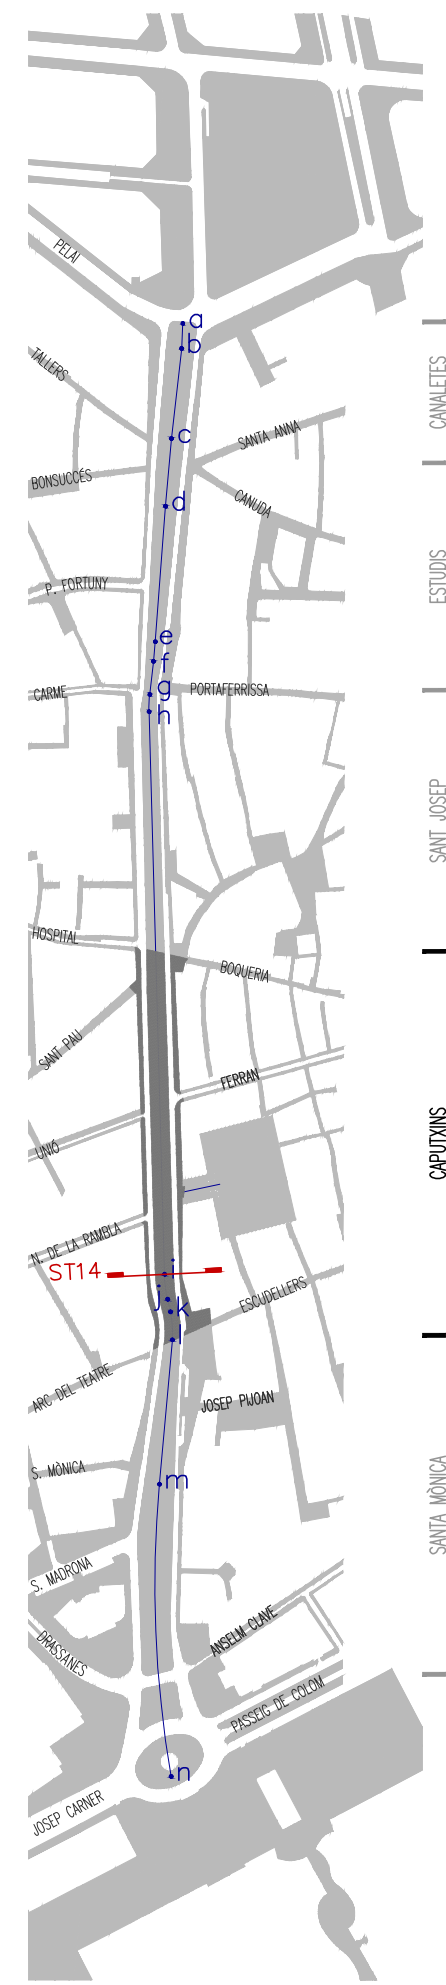 PELAI
a
b
TALLERS
CANALETES
c
SANTA ANNA
BONSUCCÉS
CANUDA
d
P. FORTUNY
ESTUDIS
e
f
g
CARME
PORTAFERRISSA
h
SANT JOSEP
HOSPITAL
BOQUERIA
SANT PAU
FERRAN
CAPUTXINS
UNIÓ
N. DE LA RAMBLA
ST14
i
j
k
ESCUDELLERS
l
ARC DEL TEATRE
JOSEP PIJOAN
S. MÒNICA
m
SANTA MÒNICA
S. MADRONA
DRASSANES
ANSELM CLAVE
PASSEIG DE COLOM
n
JOSEP CARNER